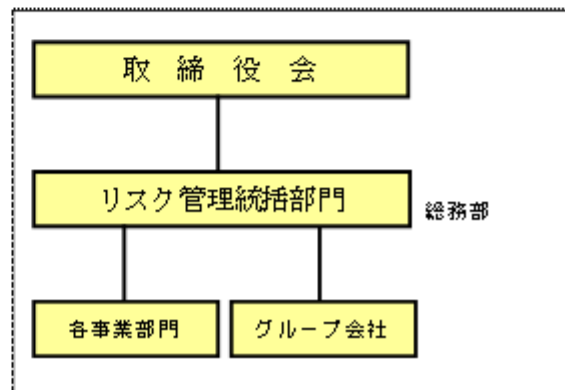 取締役会
リスク管理統括部門
総務部
各事業部門
グループ会社